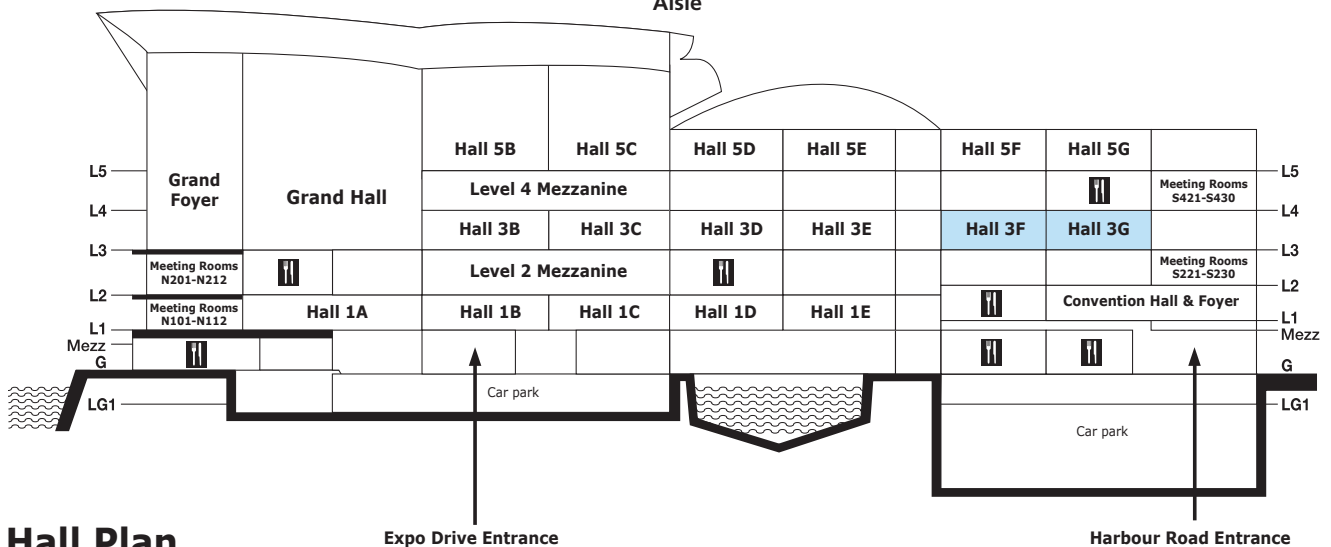 Aisle
Hall 5B
Hall 5C
Hall 5D
Hall 5E
Hall 5F
Hall 5G
L5
L5
Grand
Foyer
Grand Hall
Level 4 Mezzanine
Meeting Rooms
S421-S430
L4
L4
Hall 3B
Hall 3C
Hall 3D
Hall 3E
Hall 3F
Hall 3G
L3
L3
Meeting Rooms
N201-N212
Level 2 Mezzanine
Meeting Rooms
S221-S230
L2
L2
Meeting Rooms
N101-N112
Hall 1A
Hall 1B
Hall 1C
Hall 1D
Hall 1E
Convention Hall & Foyer
L1
L1
Mezz
Mezz
G
G
Car park
LG1
LG1
Car park
Hall Plan
Expo Drive Entrance
Harbour Road Entrance